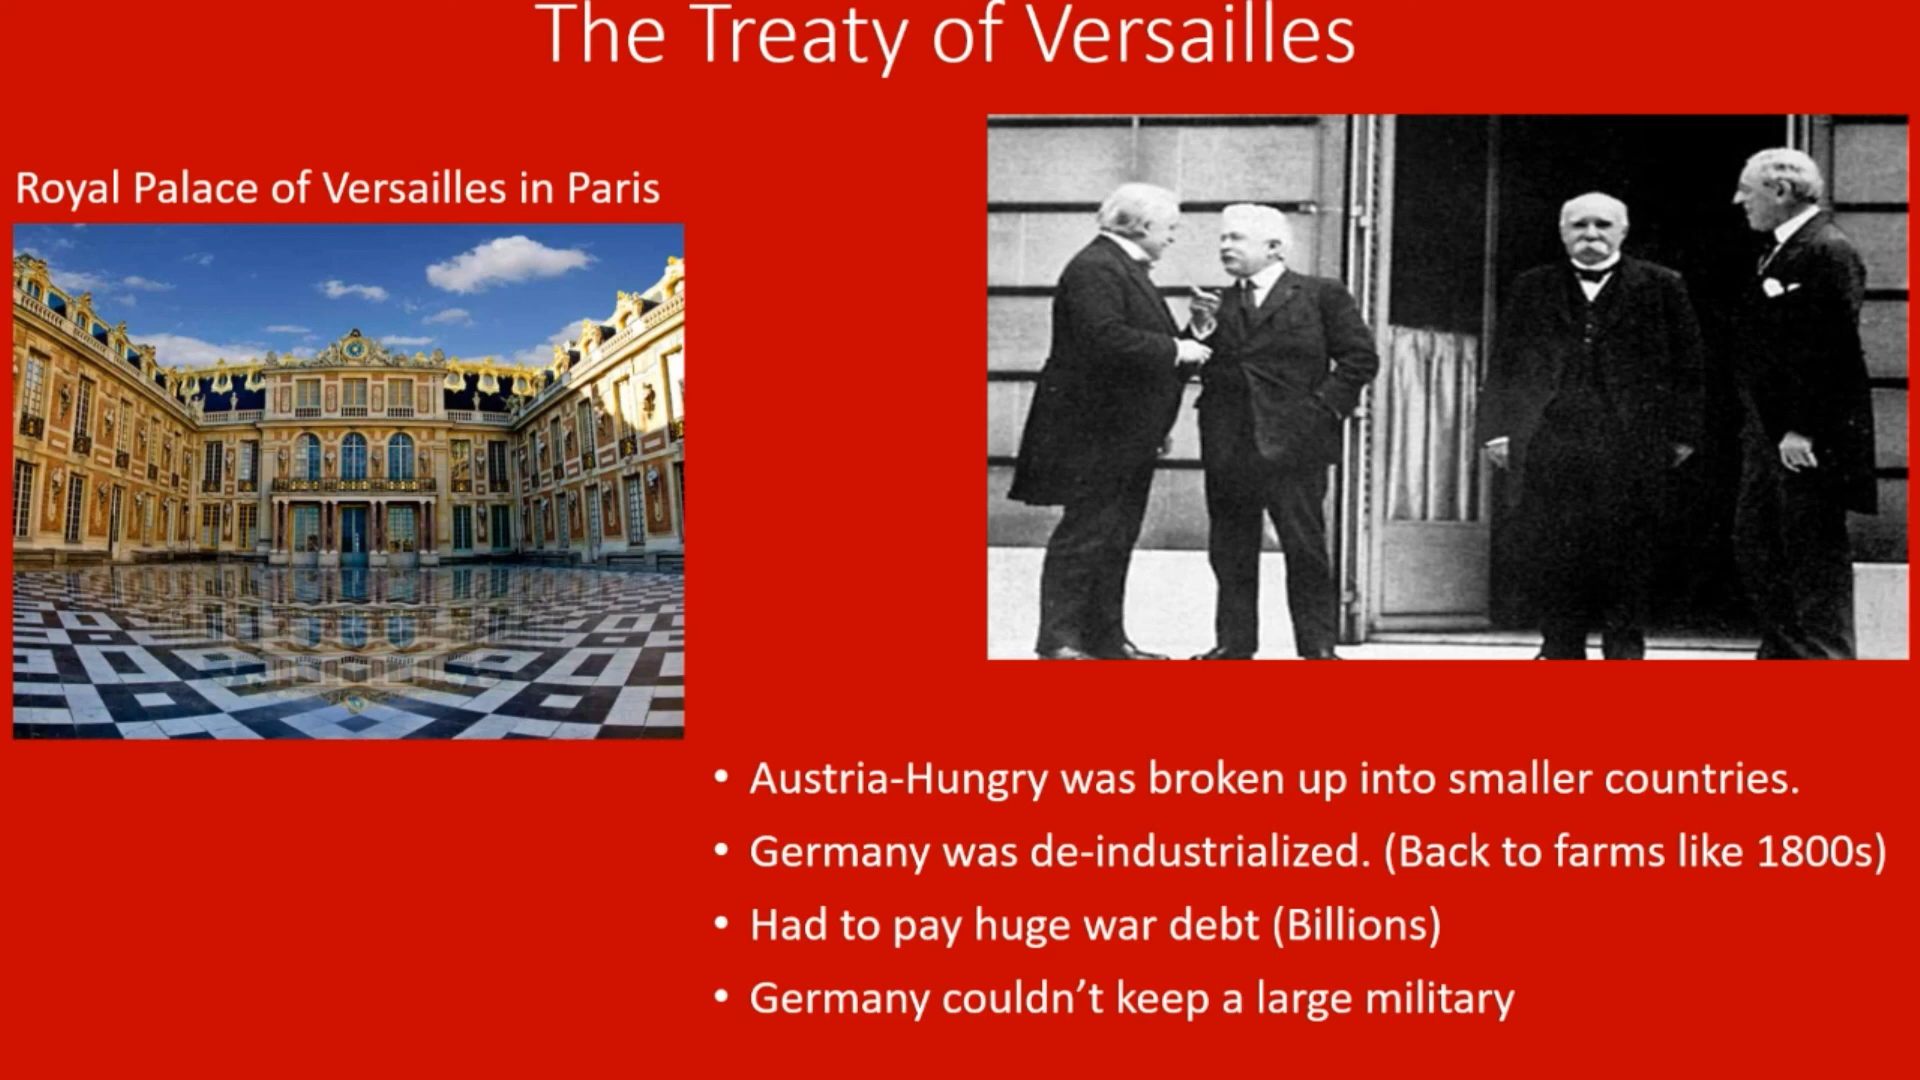 The Treaty of Versailles
Royal Palace of Versailles in Paris
• Austria-Hungry was broken up into smaller countries.
• Germany was de-industrialized. (Back to farms like 1800s)
• Had to pay huge war debt (Billions)
• Germany couldn’t keep a large military